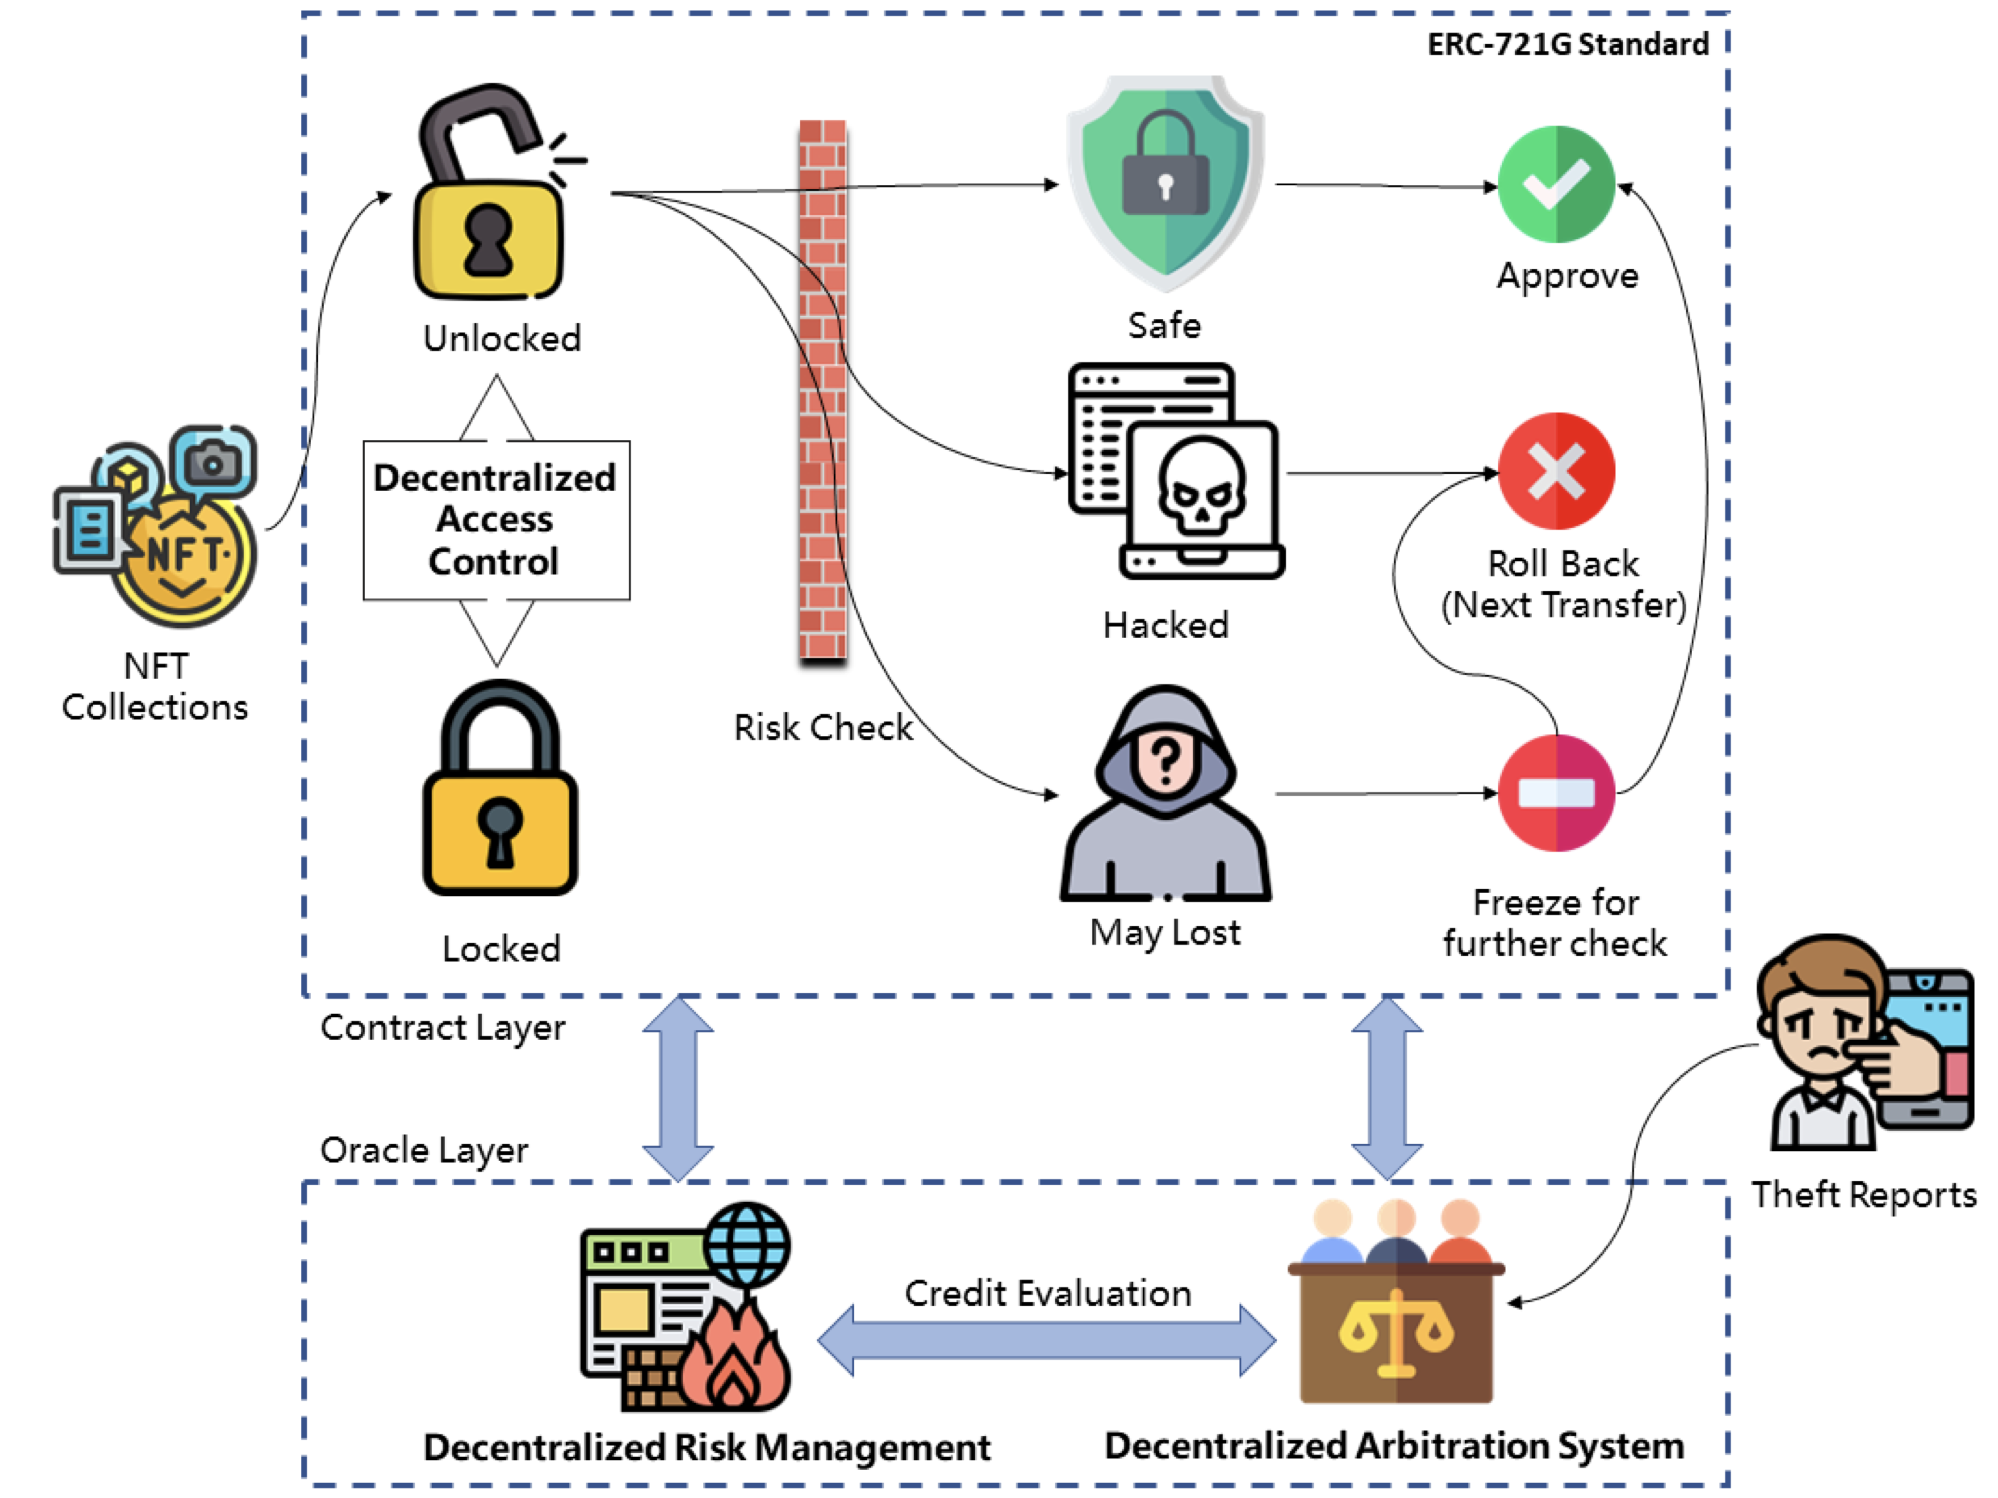 ERC-721G Standard
Unlocked
Safe
Approve
Decentralized
Access
Control
NFT
NFT
Collections
Hacked
Roll Back
(Next Transfer)
Risk Check
?
Locked
May Lost
Freeze for
further check
Contract Layer
Oracle Layer
Theft Reports
Credit Evaluation
Decentralized Risk Management
Decentralized Arbitration System